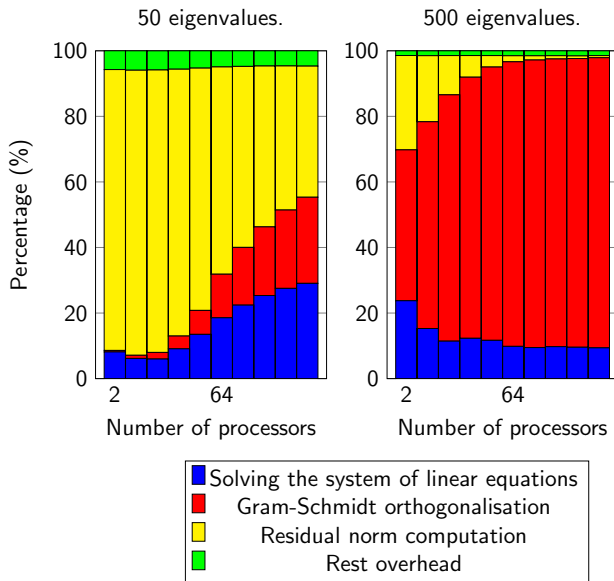 50 eigenvalues.
500 eigenvalues.
Percentage (%)
100
80
60
40
20
0
2
64
Number of processors
100
80
60
40
20
0
2
64
Number of processors
Solving the system of linear equations
Gram-Schmidt orthogonalisation
Residual norm computation
Rest overhead